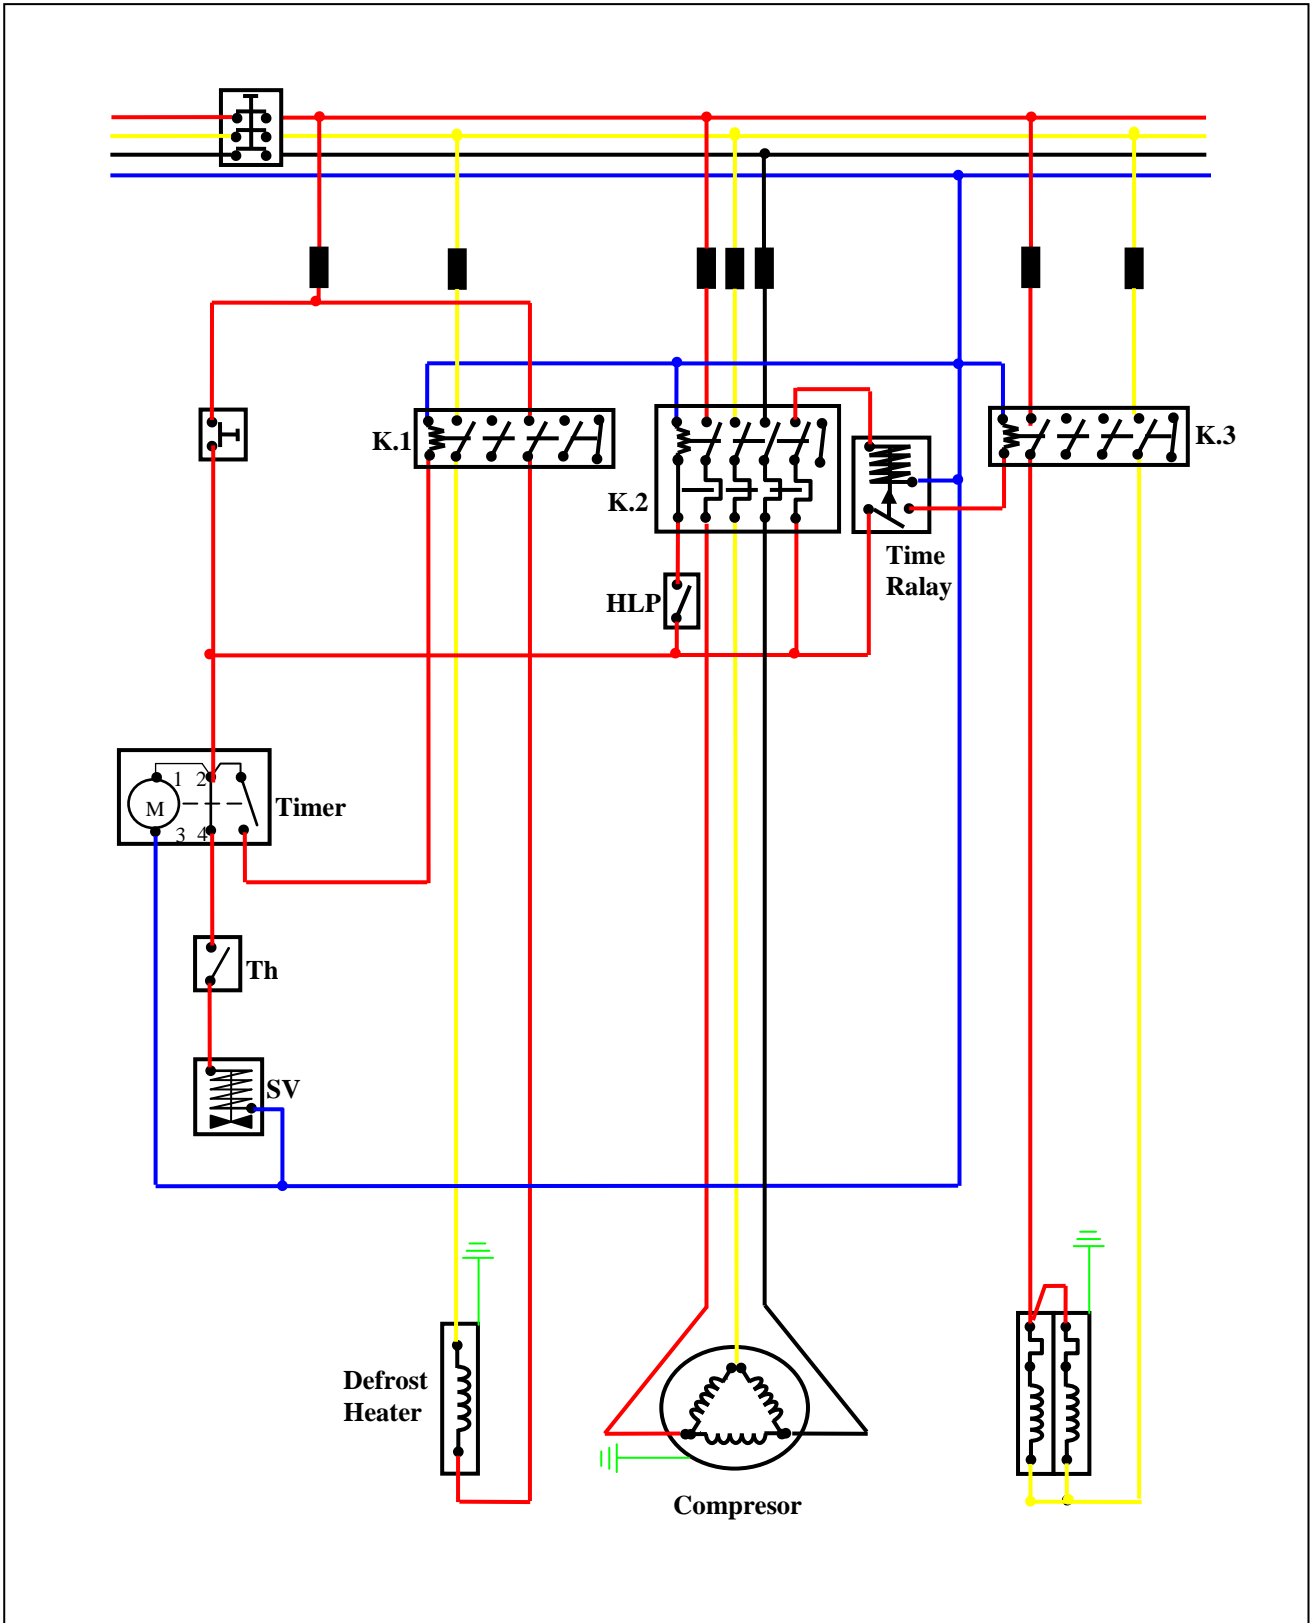 K.1
K.3
K.2
Time
Ralay
HLP
1 2
M
Timer
3 4
Th
SV
Defrost
Heater
Compresor